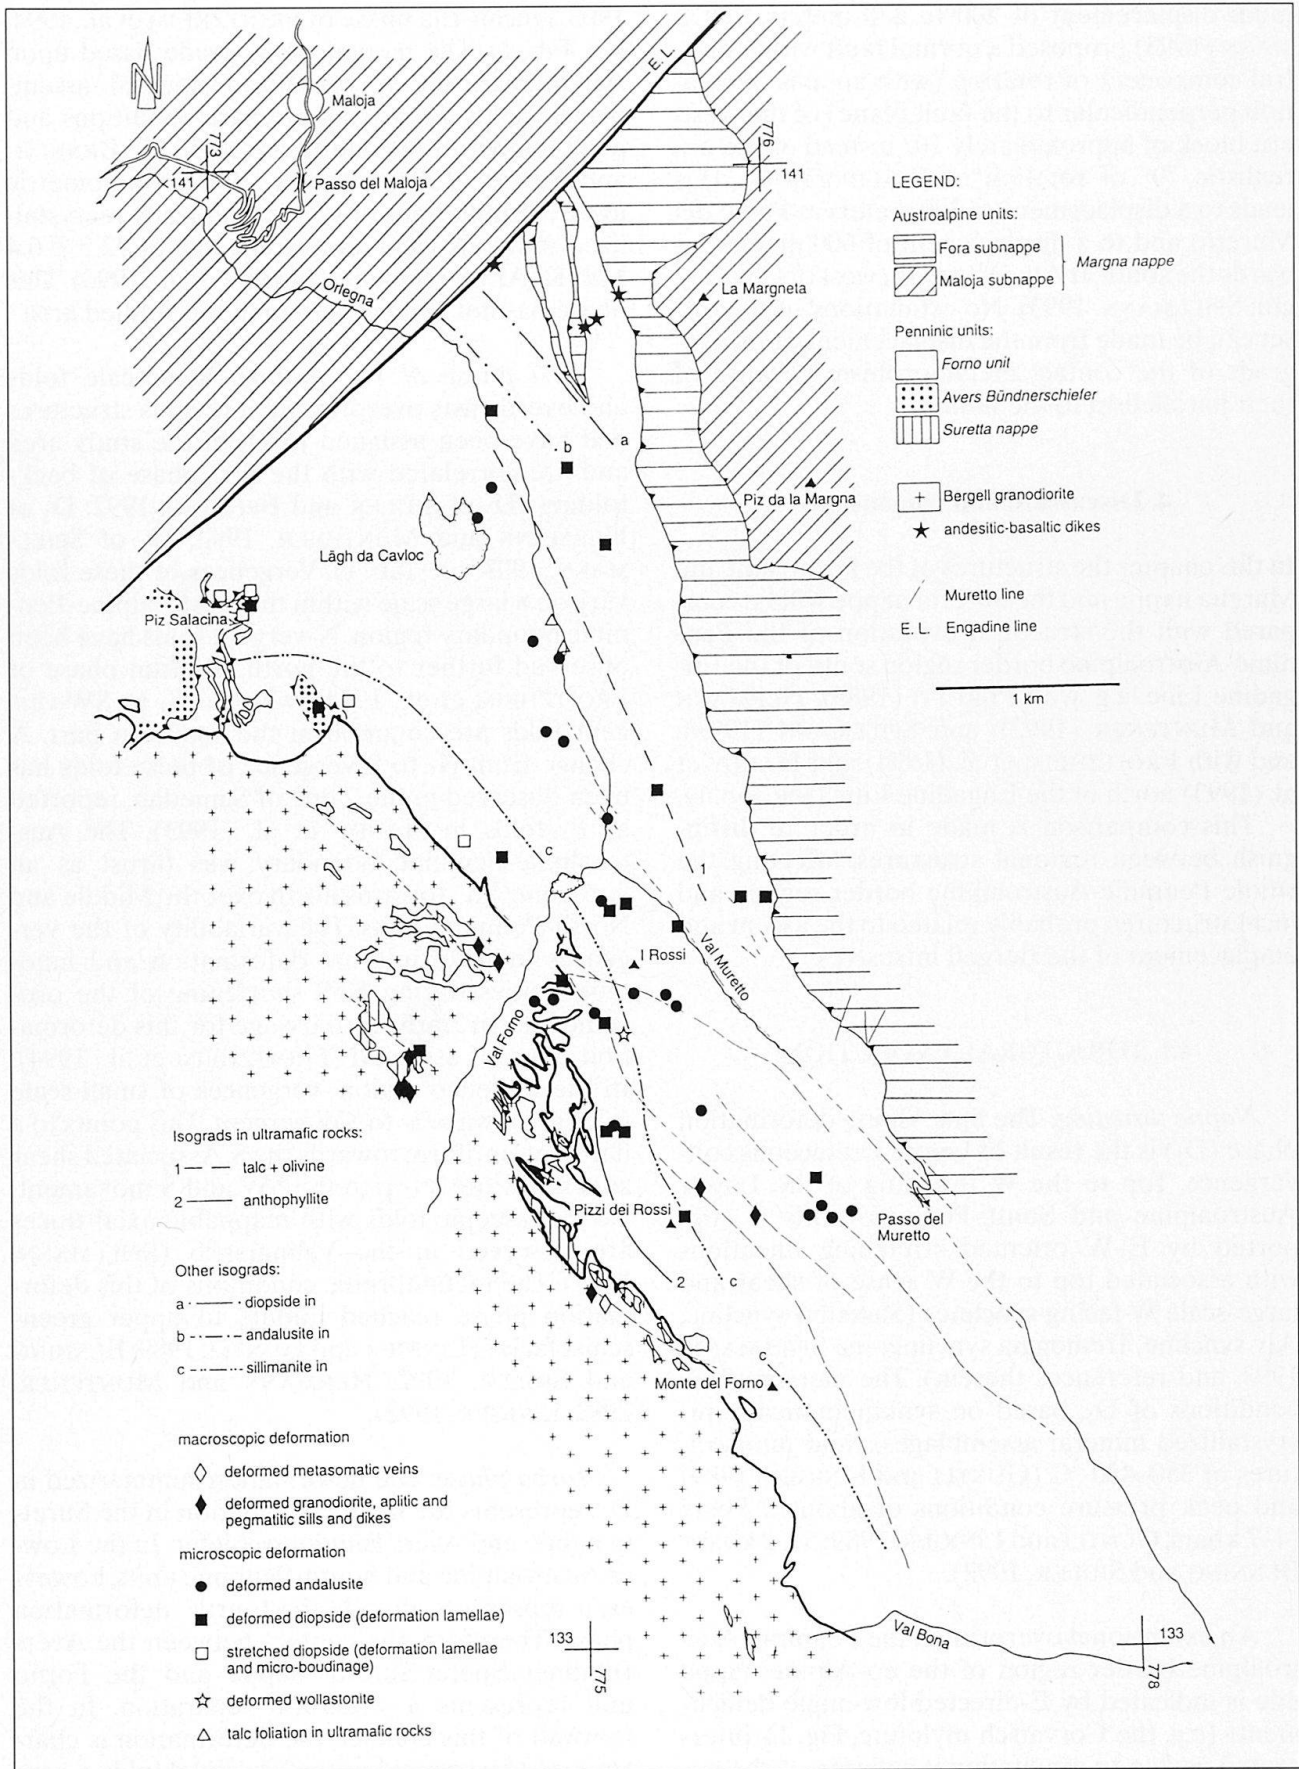 N
E. L.
Maloja
773
141
Passo del Maloja
776
141
Orlegna
La Margneta
LEGEND:
Austroalpine units:
Fora subnappe
Maloja subnappe
Margna nappe
Penninic units:
Forno unit
Avers Bündnerschiefer
Suretta nappe
Bergell granodiorite
andesitic-basaltic dikes
Muretto line
E. L. Engadine line
1 km
a
b
Piz da la Margna
Lägh da Cavloc
Piz Salacina
c
1
I Rossi
Val Muretto
Val Forno
Pizzi dei Rossi
Passo del
Muretto
2
c
c
Monte del Forno
Val Bona
133
775
133
778
Isograds in ultramafic rocks:
1 talc + olivine
2 anthophyllite
Other isograds:
a diopside in
b andalusite in
c sillimanite in
macroscopic deformation
deformed metasomatic veins
deformed granodiorite, aplitic and
pegmatitic sills and dikes
microscopic deformation
deformed andalusite
deformed diopside (deformation lamellae)
stretched diopside (deformation lamellae
and micro-boudinage)
deformed wollastonite
talc foliation in ultramafic rocks